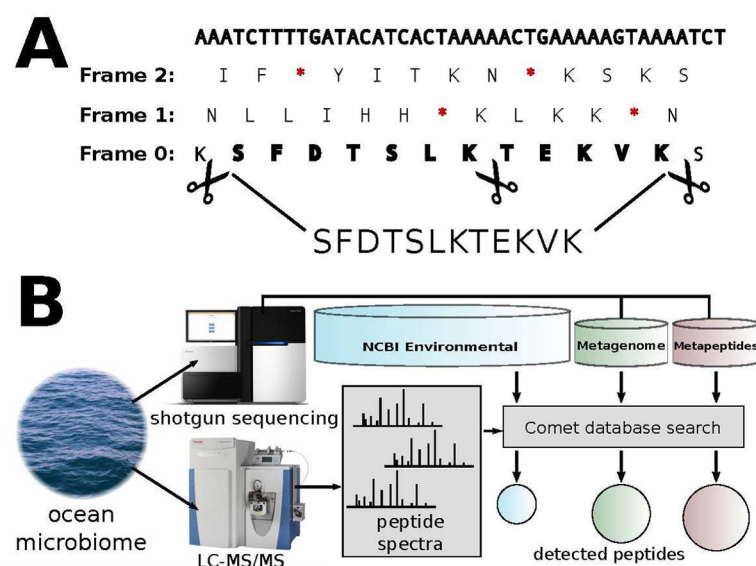 A
AAATCTTTTGATACATCACTAAAAACTGAAAAAGTAAAATCT
Frame 2: I F * Y I T K N * K S K S
Frame 1: N L L I H H * K L K K * N
Frame 0: K S F D T S L K T E K V K S
SFDTSLKTEKVK
B
NCBI Environmental
Metagenome
Metapeptides
shotgun sequencing
Comet database search
ocean
microbiome
LC-MS/MS
peptide
spectra
detected peptides